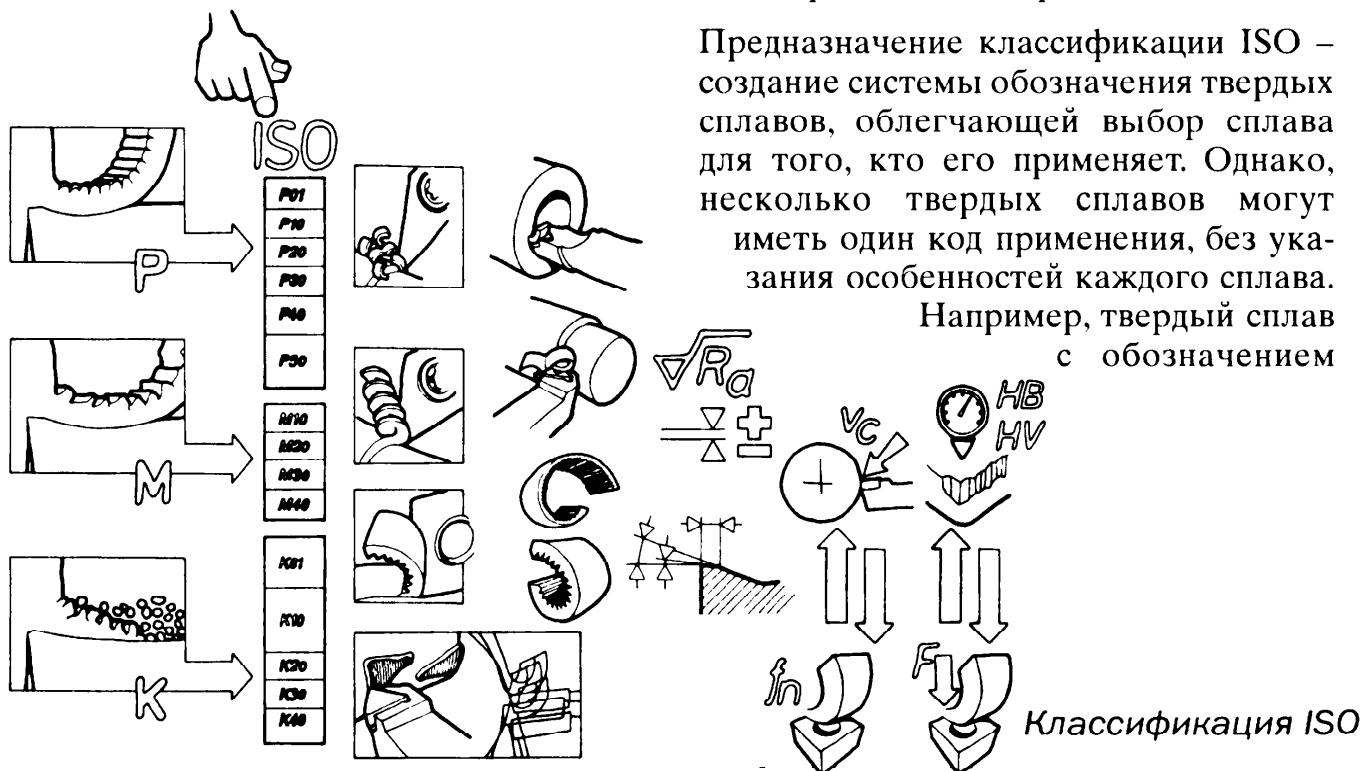 Предназначение классификации ISO –
создание системы обозначения твердых
сплавов, облегчающей выбор сплава
для того, кто его применяет. Однако,
несколько твердых сплавов могут
иметь один код применения, без ука-
зания особенностей каждого сплава.
Например, твердый сплав
с обозначением
ISO
P01
P10
P20
P30
P40
P50
P
M10
M20
M30
M40
M
K01
K10
K20
K30
K40
K
Ra
vc
HB
HV
fn
F
Классификация ISO